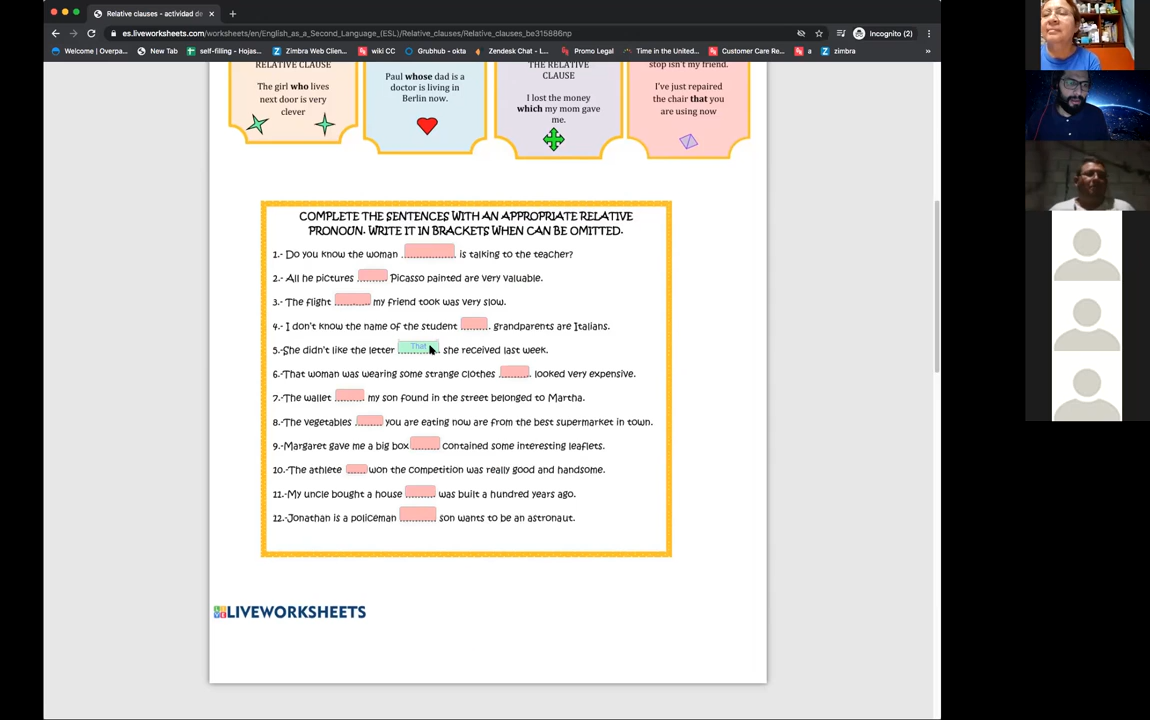 Relative clauses - actividad de
es.liveworksheets.com/worksheets/en/English_as_a_Second_Language_(ESL)/Relative_clauses/Relative_clauses_be315886np
Incognito (2)
Welcome | Overpa...
New Tab
self-filling - Hojas...
Zimbra Web Clien...
wiki CC
Grubhub - okta
Zendesk Chat - L...
Promo Legal
Time in the United...
Customer Care Re...
a
zimbra
»
RELATIVE CLAUSE
The girl who lives
next door is very
clever
Paul whose dad is a
doctor is living in
Berlin now.
THE RELATIVE
CLAUSE
I lost the money
which my mom gave
me.
stop isn't my friend.
I've just repaired
the chair that you
are using now
COMPLETE THE SENTENCES WITH AN APPROPRIATE RELATIVE
PRONOUN. WRITE IT IN BRACKETS WHEN CAN BE OMITTED.
1.- Do you know the woman ............... is talking to the teacher?
2.- All he pictures ......... Picasso painted are very valuable.
3.- The flight ........... my friend took was very slow.
4.- I don't know the name of the student ......... grandparents are Italians.
5.-She didn't like the letter That she received last week.
6.-That woman was wearing some strange clothes ......... looked very expensive.
7.-The wallet ......... my son found in the street belonged to Martha.
8.-The vegetables ......... you are eating now are from the best supermarket in town.
9.-Margaret gave me a big box ......... contained some interesting leaflets.
10.-The athlete ....... won the competition was really good and handsome.
11.-My uncle bought a house ......... was built a hundred years ago.
12.-Jonathan is a policeman ........... son wants to be an astronaut.
LIVEWORKSHEETS